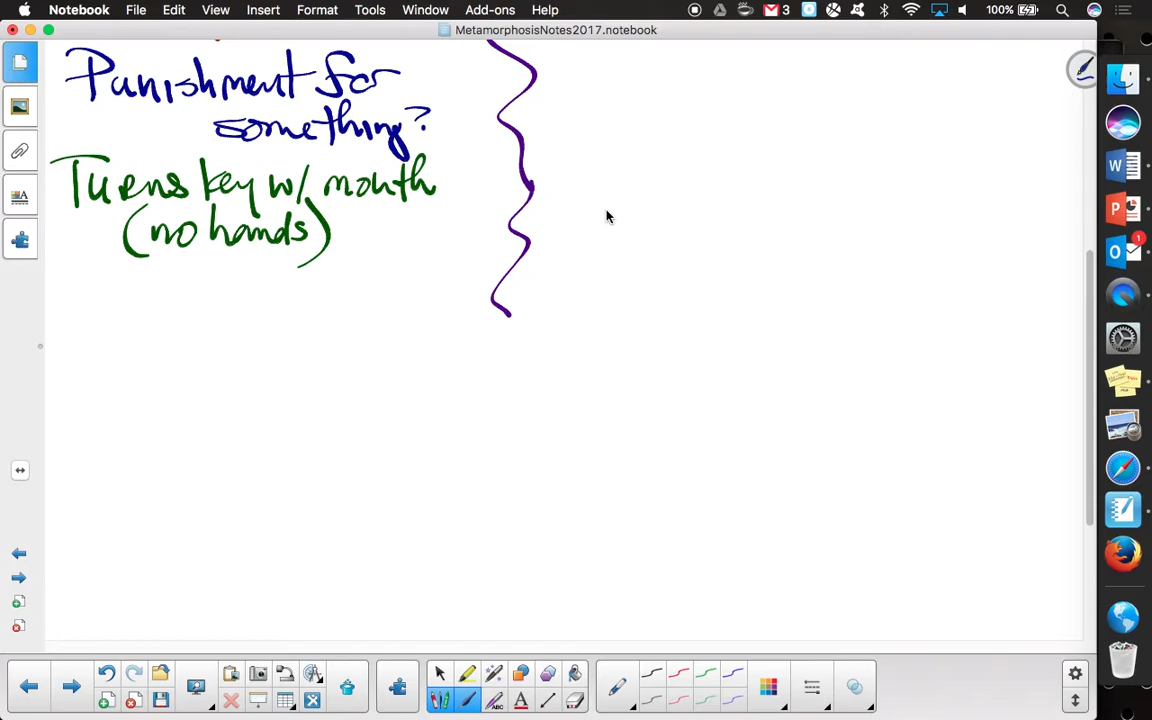 Notebook File Edit View Insert Format Tools Window Add-ons Help 3 100%
MetamorphosisNotes2017.notebook
Punishment for
something?
Turns key w/ mouth
(no hands)